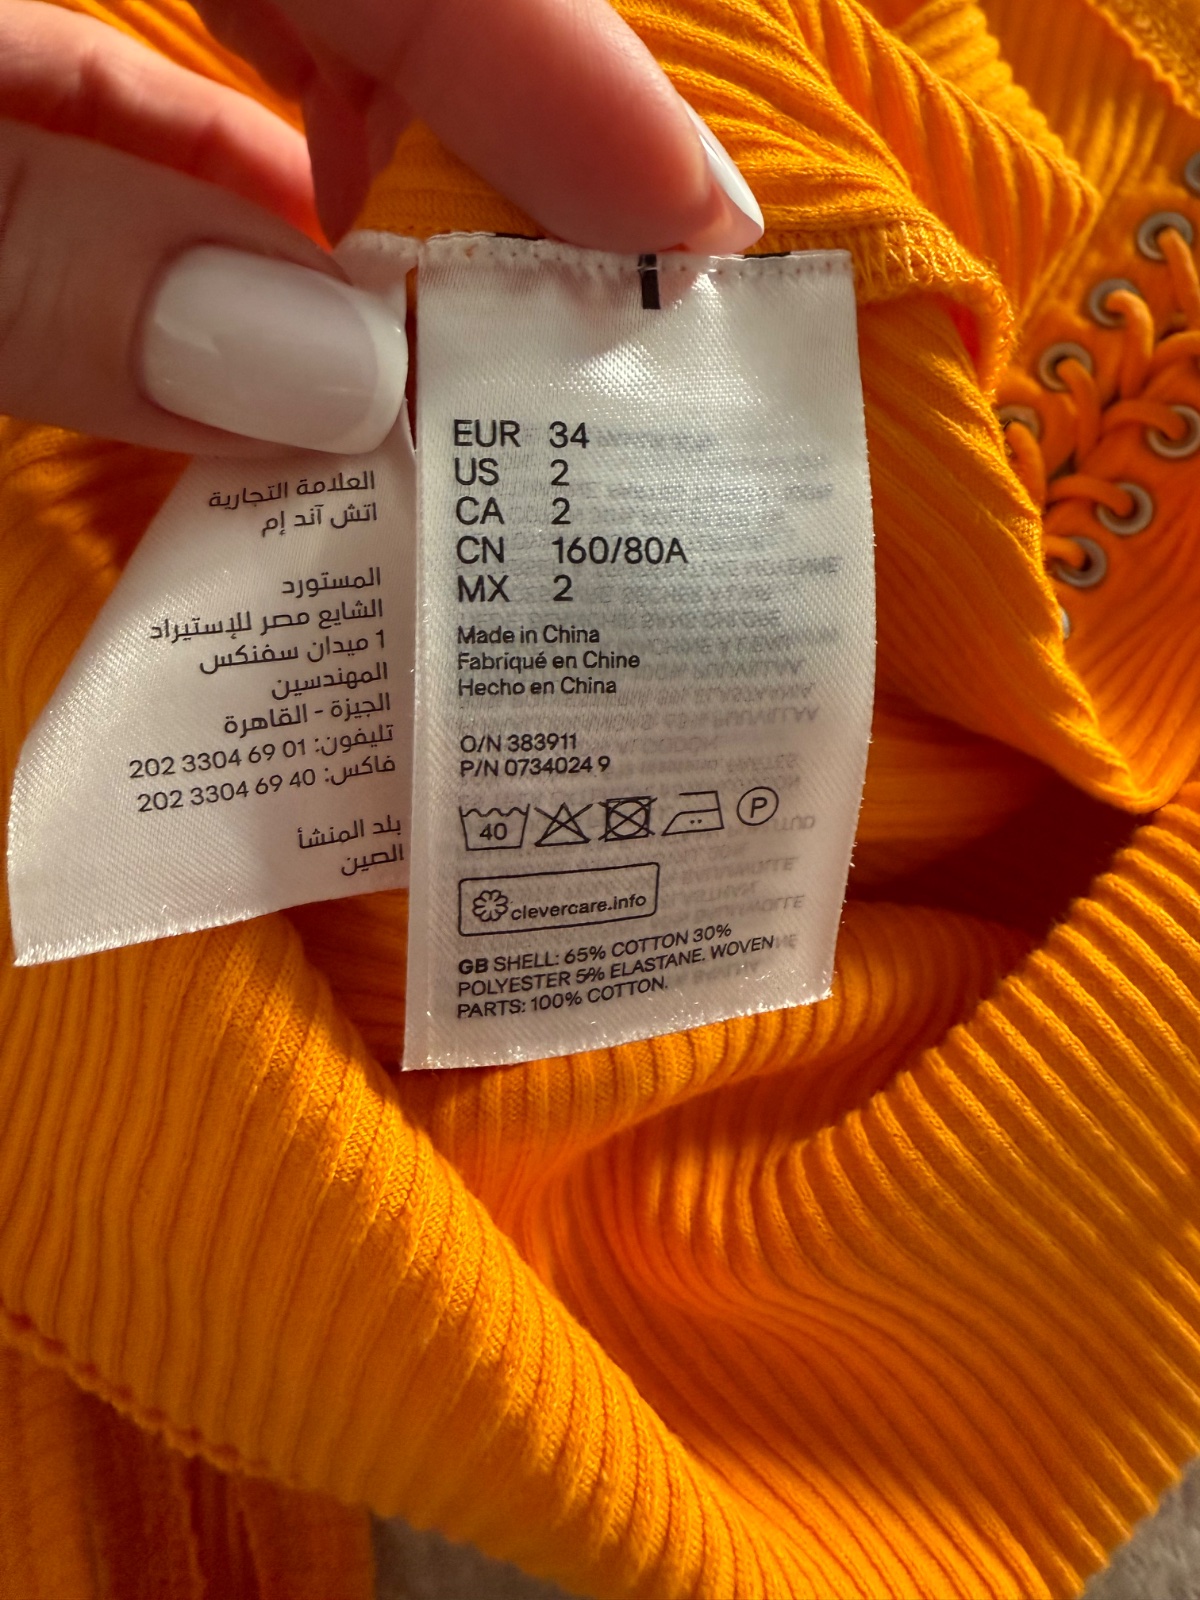 العلامة التجارية
اتش آند إم
المستورد
الشايع مصر للإستيراد
1 ميدان سفنكس
المهندسين
الجيزة - القاهرة
تليفون: 01 69 3304 202
فاكس: 40 69 3304 202
بلد المنشأ
الصين
EUR 34
US 2
CA 2
CN 160/80A
MX 2
Made in China
Fabriqué en Chine
Hecho en China
O/N 383911
P/N 0734024 9
40
P
clevercare.info
GB SHELL: 65% COTTON 30%
POLYESTER 5% ELASTANE. WOVEN
PARTS: 100% COTTON.